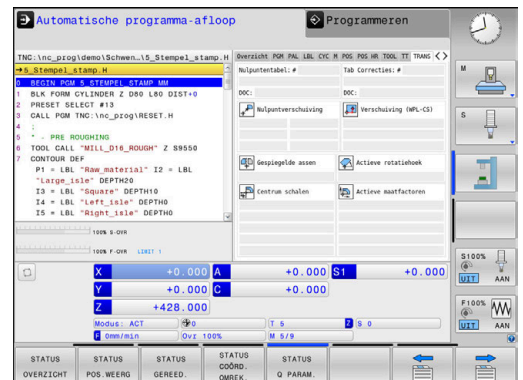 Automatische programma-afloop
Programmeren
TNC:\nc_prog\demo\Schwen…\5_Stempel_stamp.H
→5_Stempel_stamp.H
0 BEGIN PGM 5_STEMPEL_STAMP MM
1 BLK FORM CYLINDER Z D80 L80 DIST+0
2 PRESET SELECT #13
3 CALL PGM TNC:\nc_prog\RESET.H
4 ;
5 * - PRE ROUGHING
6 TOOL CALL "MILL_D16_ROUGH" Z S9550
7 CONTOUR DEF
P1 = LBL "Raw_material" I2 = LBL
"Large_isle" DEPTH20
I3 = LBL "Square" DEPTH10
I4 = LBL "Left_isle" DEPTH0
I5 = LBL "Right_isle" DEPTH0
Overzicht PGM PAL LBL CYC M POS POS HR TOOL TT TRANS
Nulpuntentabel: #
Tab Correcties: #
DOC:
DOC:
Nulpuntverschuiving
Verschuiving (WPL-CS)
Gespiegelde assen
Actieve rotatiehoek
Centrum schalen
Actieve maatfactoren
100% S-OVR
100% F-OVR LIMIT 1
X +0.000 A +0.000 S1 +0.000
Y +0.000 C +0.000
Z +428.000
Modus: ACT 0 T 5 Z S 0
F 0mm/min Ovr 100% M 5/9
M
S
S100%
UIT AAN
F100%
UIT AAN
STATUS OVERZICHT
STATUS POS.WEERG
STATUS GEREED.
STATUS COÖRD. OMREK.
STATUS Q PARAM.